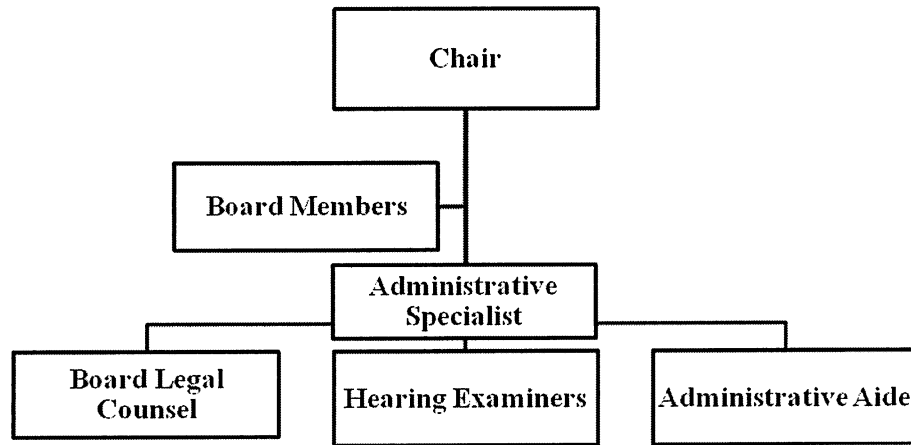 Chair
Board Members
Administrative
Specialist
Board Legal
Counsel
Hearing Examiners
Administrative Aide